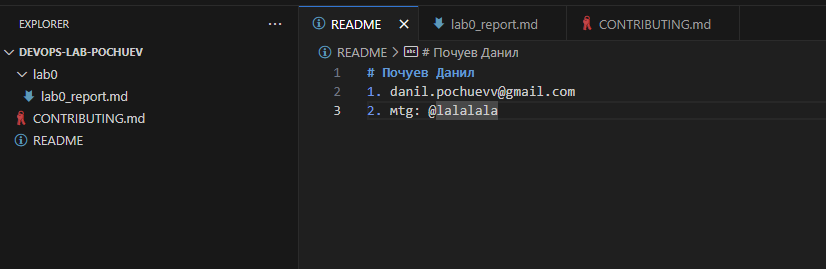 EXPLORER
DEVOPS-LAB-POCHUEV
lab0
lab0_report.md
CONTRIBUTING.md
README
README lab0_report.md CONTRIBUTING.md
README > abc # Почуев Данил
1 # Почуев Данил
2 1. danil.pochuevv@gmail.com
3 2. мtg: @lalalala